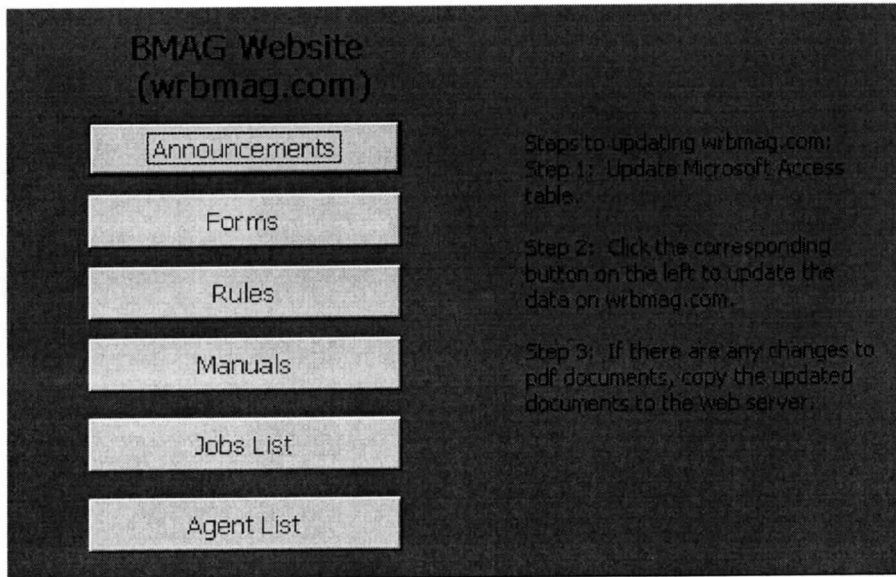 BMAG Website
(wrbmag.com)
Announcements
Forms
Rules
Manuals
Jobs List
Agent List
Steps to updating wrbmag.com:
Step 1: Update Microsoft Access
table.
Step 2: Click the corresponding
button on the left to update the
data on wrbmag.com.
Step 3: If there are any changes to
pdf documents, copy the updated
documents to the web server.